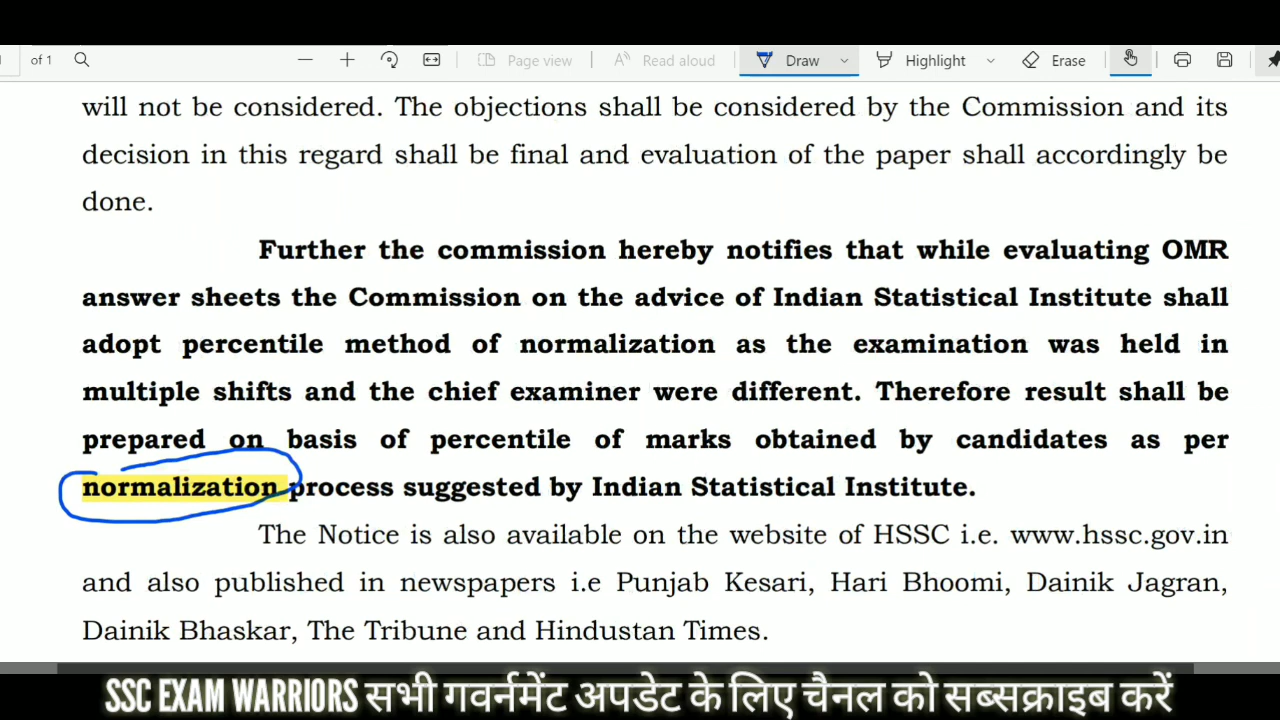 of 1 Page view Read aloud Draw Highlight Erase
will not be considered. The objections shall be considered by the Commission and its
decision in this regard shall be final and evaluation of the paper shall accordingly be
done.
Further the commission hereby notifies that while evaluating OMR
answer sheets the Commission on the advice of Indian Statistical Institute shall
adopt percentile method of normalization as the examination was held in
multiple shifts and the chief examiner were different. Therefore result shall be
prepared on basis of percentile of marks obtained by candidates as per
normalization process suggested by Indian Statistical Institute.
The Notice is also available on the website of HSSC i.e. www.hssc.gov.in
and also published in newspapers i.e Punjab Kesari, Hari Bhoomi, Dainik Jagran,
Dainik Bhaskar, The Tribune and Hindustan Times.
SSC EXAM WARRIORS सभी गवर्नमेंट अपडेट के लिए चैनल को सब्सक्राइब करें